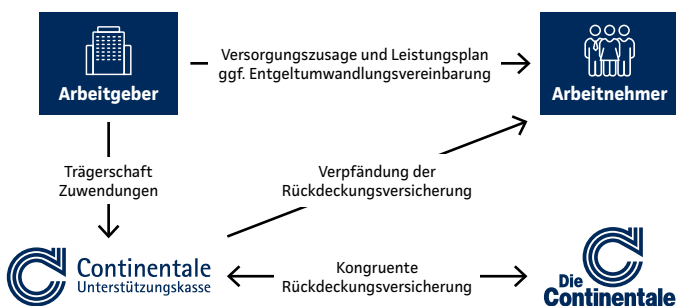 Arbeitgeber
Versorgungszusage und Leistungsplan
ggf. Entgeltumwandlungsvereinbarung
Arbeitnehmer
Trägerschaft
Zuwendungen
Verpfändung der
Rückdeckungsversicherung
Continentale
Unterstützungskasse
Kongruente
Rückdeckungsversicherung
Die
Continentale